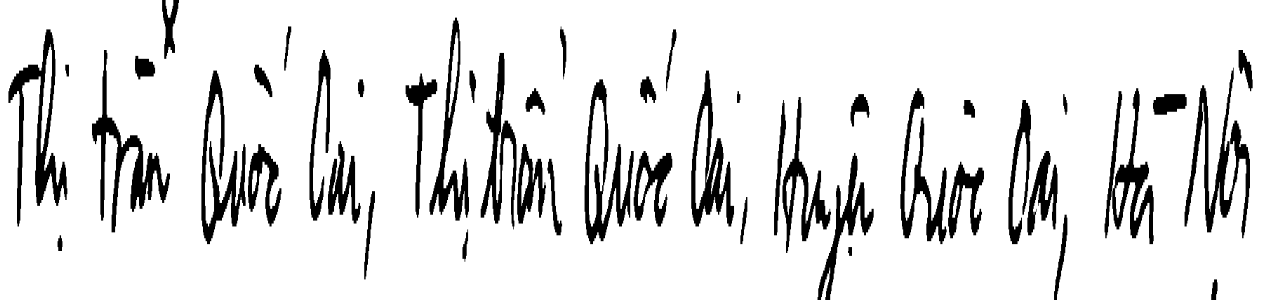 Thị trấn Quốc Oai, Thị trấn Quốc Oai, Huyện Quốc Oai, Hà Nội